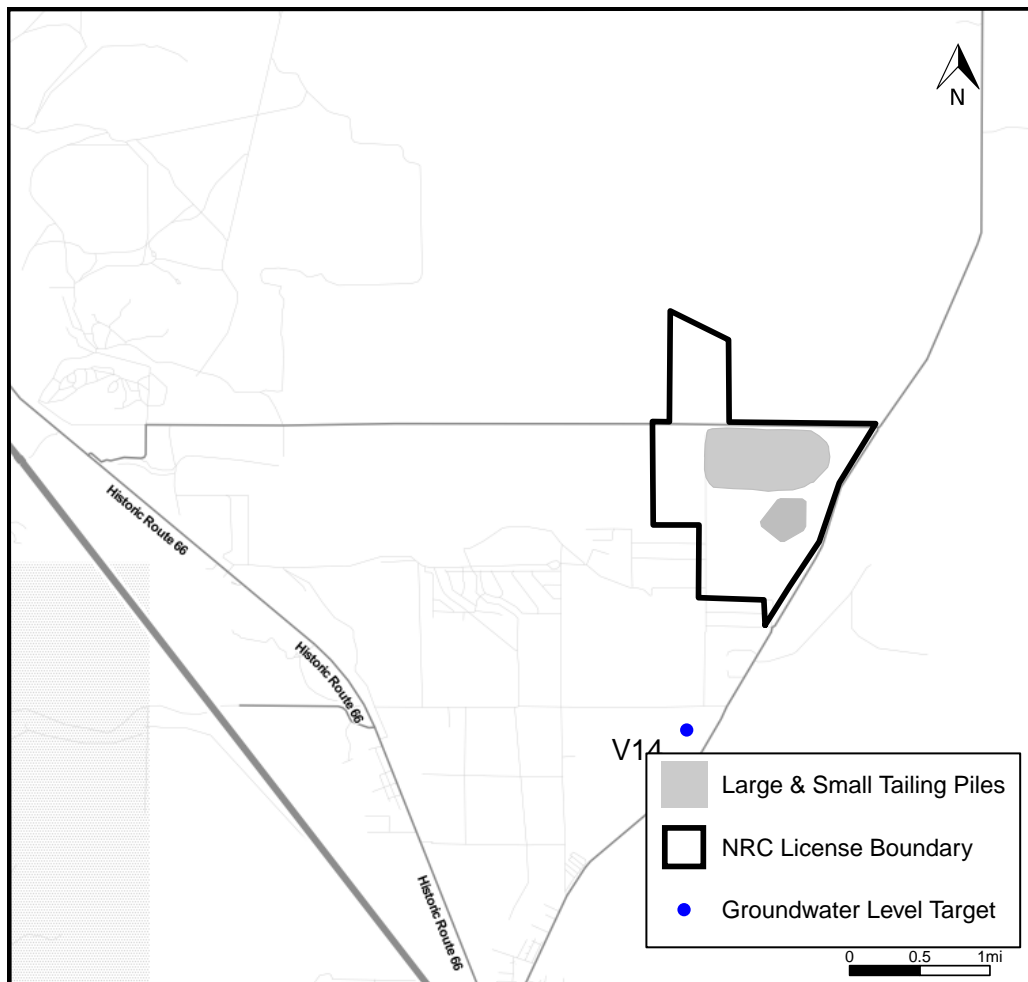 N
Historic Route 66
Historic Route 66
V14
Large & Small Tailing Piles
NRC License Boundary
Groundwater Level Target
Historic Route 66
0 0.5 1mi